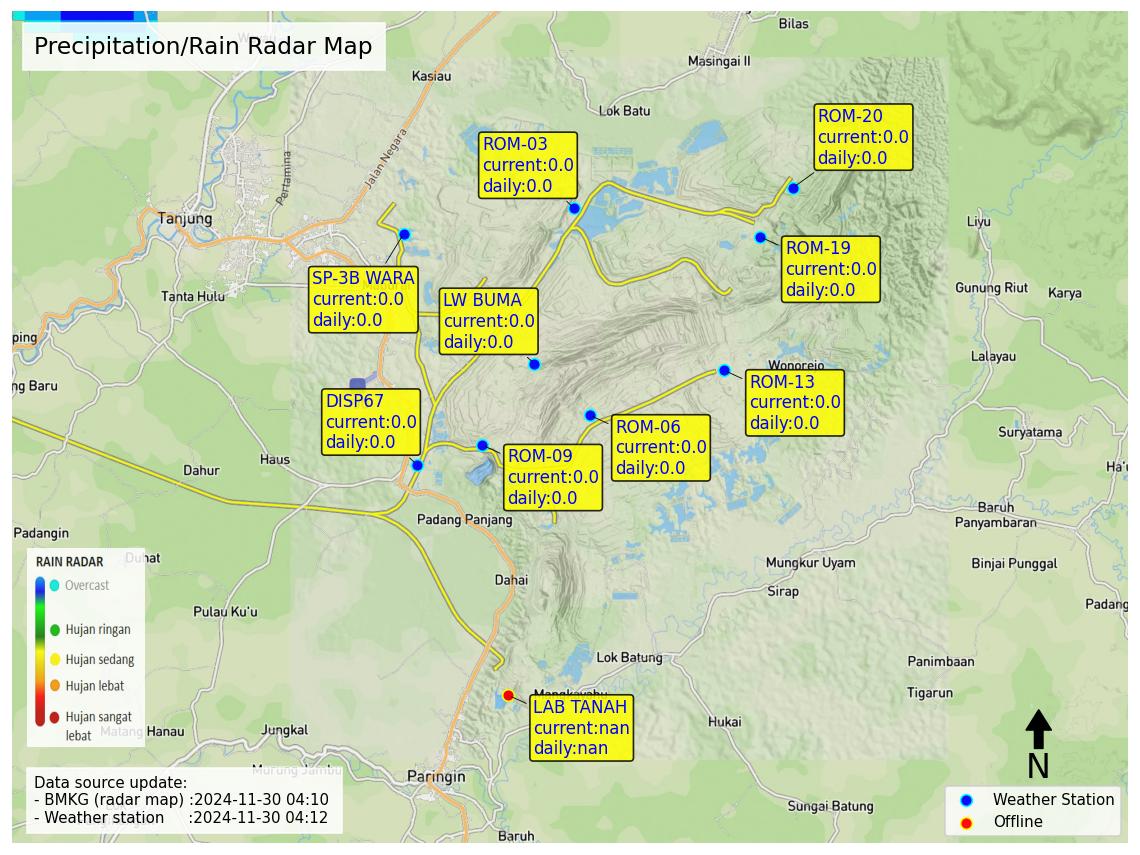 Precipitation/Rain Radar Map
Bilas
Masingai II
Kasiau
Lok Batu
Jalan Negara
Pertamina
ROM-20
current:0.0
daily:0.0
ROM-03
current:0.0
daily:0.0
Tanjung
Liyu
ROM-19
current:0.0
daily:0.0
SP-3B WARA
current:0.0
daily:0.0
LW BUMA
current:0.0
daily:0.0
Tanta Hulu
Gunung Riut
Karya
ping
Lalayau
Wonorejo
ng Baru
ROM-13
current:0.0
daily:0.0
DISP67
current:0.0
daily:0.0
ROM-06
current:0.0
daily:0.0
Suryatama
ROM-09
current:0.0
daily:0.0
Haus
Dahur
Ha'u
Baruh
Panyambaran
Padang Panjang
Padangin
Duhat
Mungkur Uyam
Binjai Punggal
Dahai
Sirap
Padang
Pulau Ku'u
RAIN RADAR
Overcast
Hujan ringan
Hujan sedang
Hujan lebat
Hujan sangat
lebat
Lok Batung
Panimbaan
Tigarun
Mangkayahu
LAB TANAH
current:nan
daily:nan
Hukai
Matang Hanau
Jungkal
Murung Jambu
Paringin
Sungai Batung
Baruh
Data source update:
- BMKG (radar map) :2024-11-30 04:10
- Weather station :2024-11-30 04:12
N
Weather Station
Offline